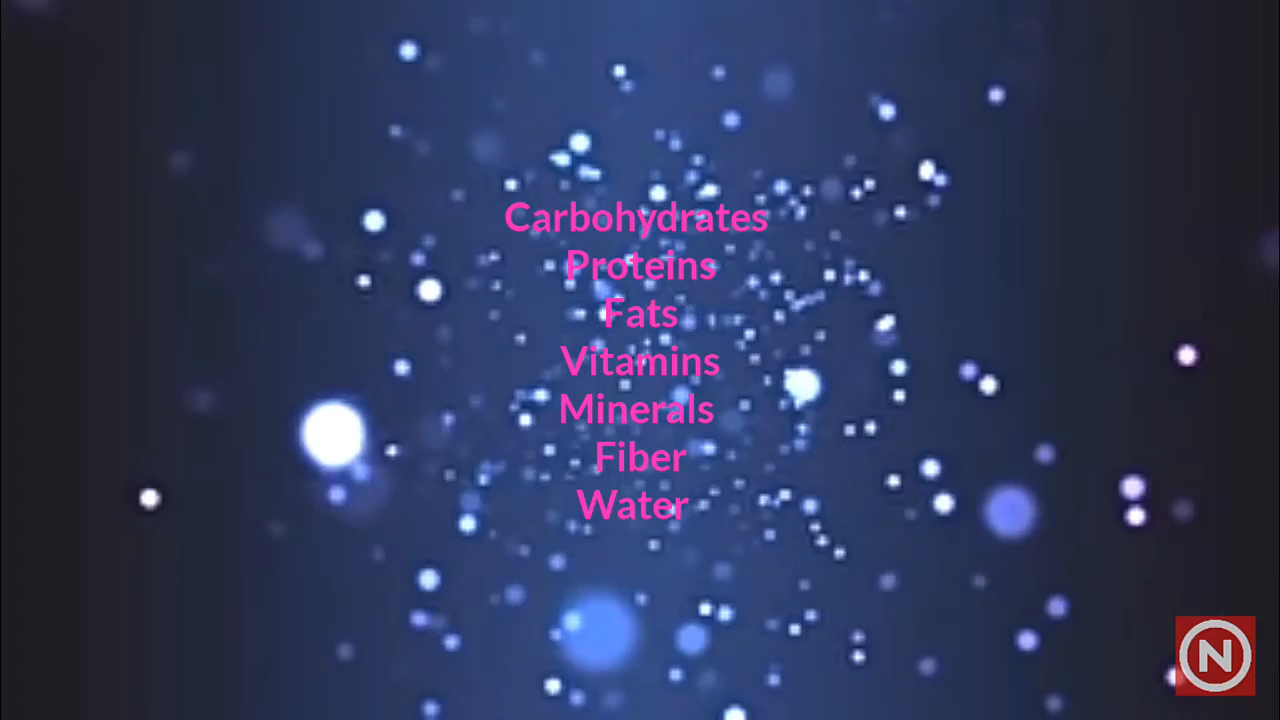 Carbohydrates
Proteins
Fats
Vitamins
Minerals
Fiber
Water
N